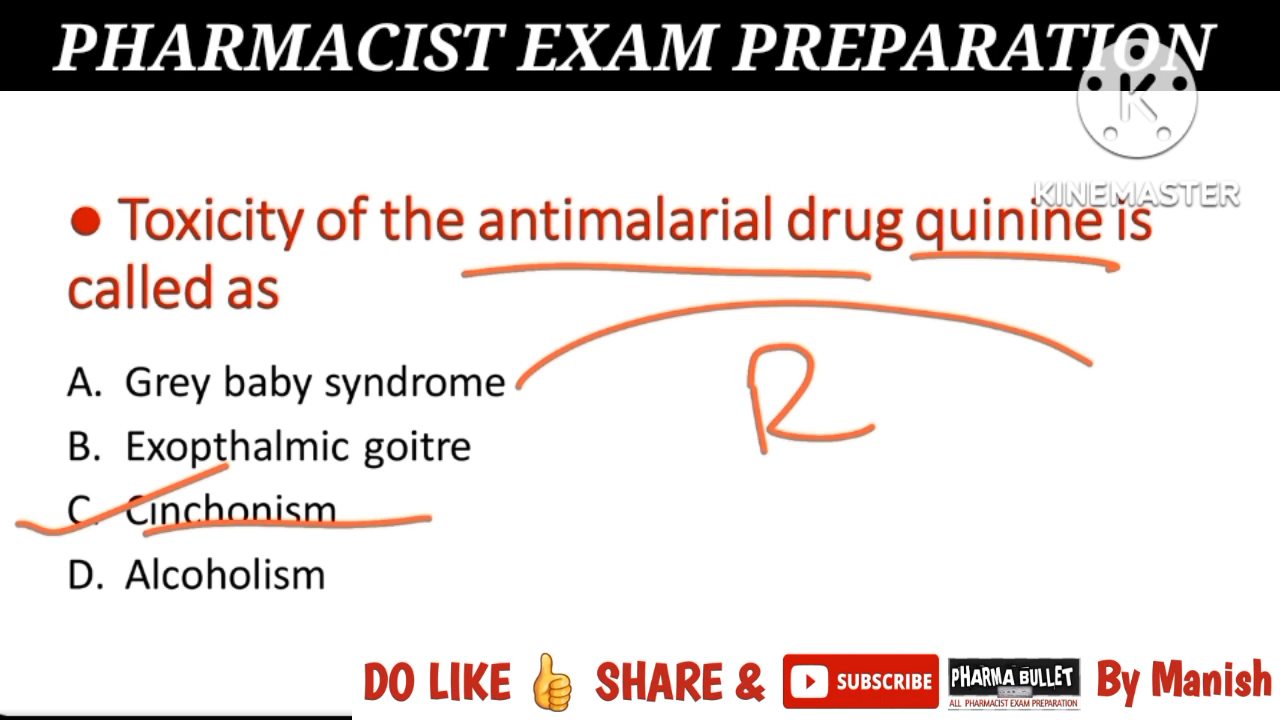 PHARMACIST EXAM PREPARATION
K
KINEMASTER
● Toxicity of the antimalarial drug quinine is
called as
R
A. Grey baby syndrome
B. Exopthalmic goitre
C. Cinchonism
D. Alcoholism
DO LIKE 👍 SHARE & SUBSCRIBE PHARMA BULLET By Manish
ALL PHARMACIST EXAM PREPARATION